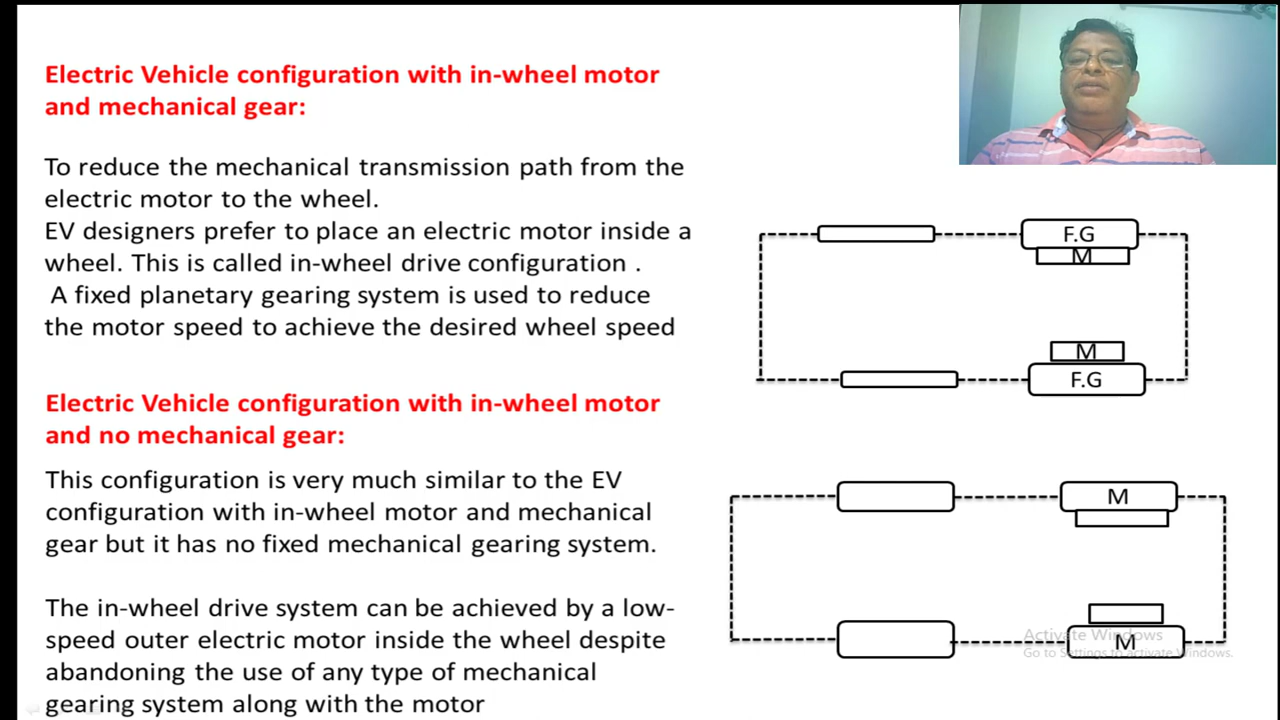 Electric Vehicle configuration with in-wheel motor
and mechanical gear:
To reduce the mechanical transmission path from the
electric motor to the wheel.
EV designers prefer to place an electric motor inside a
wheel. This is called in-wheel drive configuration .
A fixed planetary gearing system is used to reduce
the motor speed to achieve the desired wheel speed
F.G
M
M
F.G
Electric Vehicle configuration with in-wheel motor
and no mechanical gear:
This configuration is very much similar to the EV
configuration with in-wheel motor and mechanical
gear but it has no fixed mechanical gearing system.
The in-wheel drive system can be achieved by a low-
speed outer electric motor inside the wheel despite
abandoning the use of any type of mechanical
gearing system along with the motor
M
M
Activate Windows
Go to Settings to activate Windows.